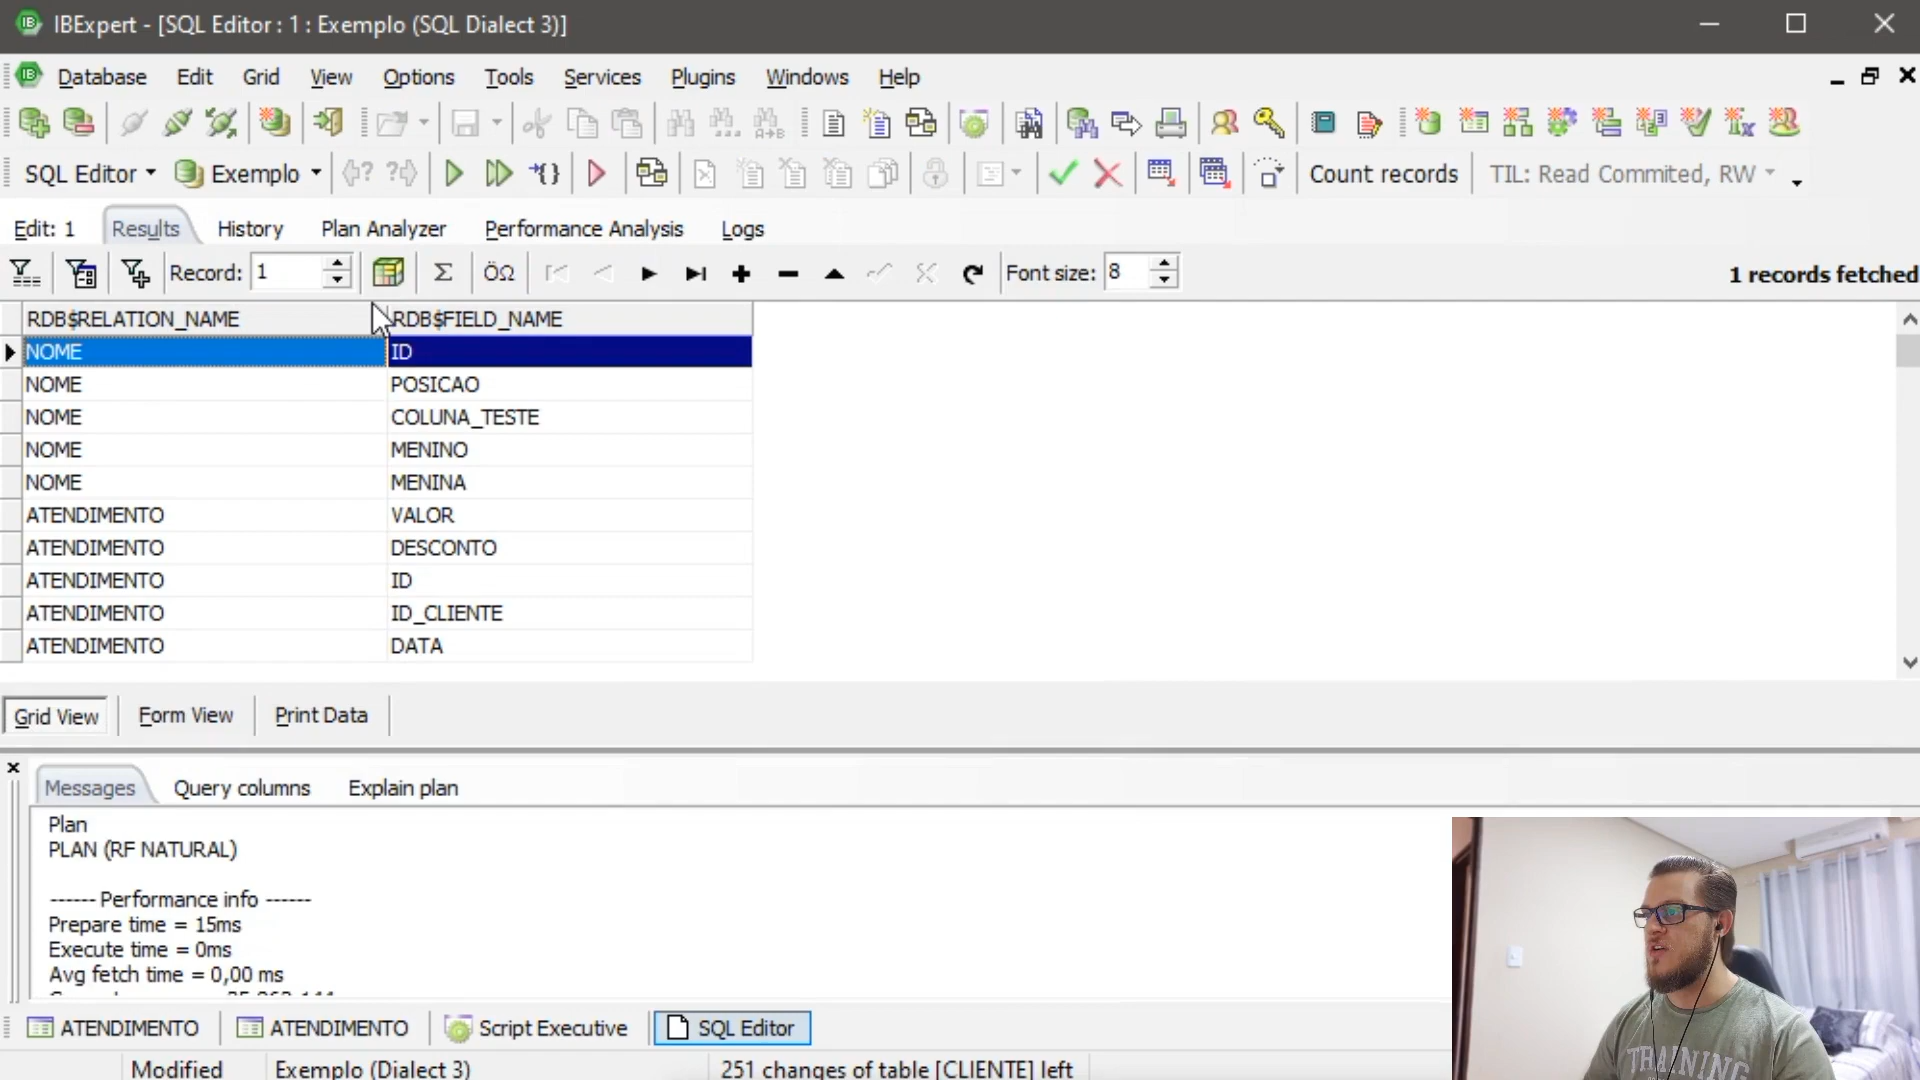 IBExpert - [SQL Editor : 1 : Exemplo (SQL Dialect 3)]
Database Edit Grid View Options Tools Services Plugins Windows Help
SQL Editor Exemplo Count records TIL: Read Commited, RW
Edit: 1 Results History Plan Analyzer Performance Analysis Logs
Record: 1 Σ ÖΩ Font size: 8 1 records fetched
RDB$RELATION_NAME RDB$FIELD_NAME
NOME ID
NOME POSICAO
NOME COLUNA_TESTE
NOME MENINO
NOME MENINA
ATENDIMENTO VALOR
ATENDIMENTO DESCONTO
ATENDIMENTO ID
ATENDIMENTO ID_CLIENTE
ATENDIMENTO DATA
Grid View Form View Print Data
Messages Query columns Explain plan
Plan
PLAN (RF NATURAL)
------ Performance info ------
Prepare time = 15ms
Execute time = 0ms
Avg fetch time = 0,00 ms
ATENDIMENTO ATENDIMENTO Script Executive SQL Editor
Modified Exemplo (Dialect 3) 251 changes of table [CLIENTE] left
TRAINING